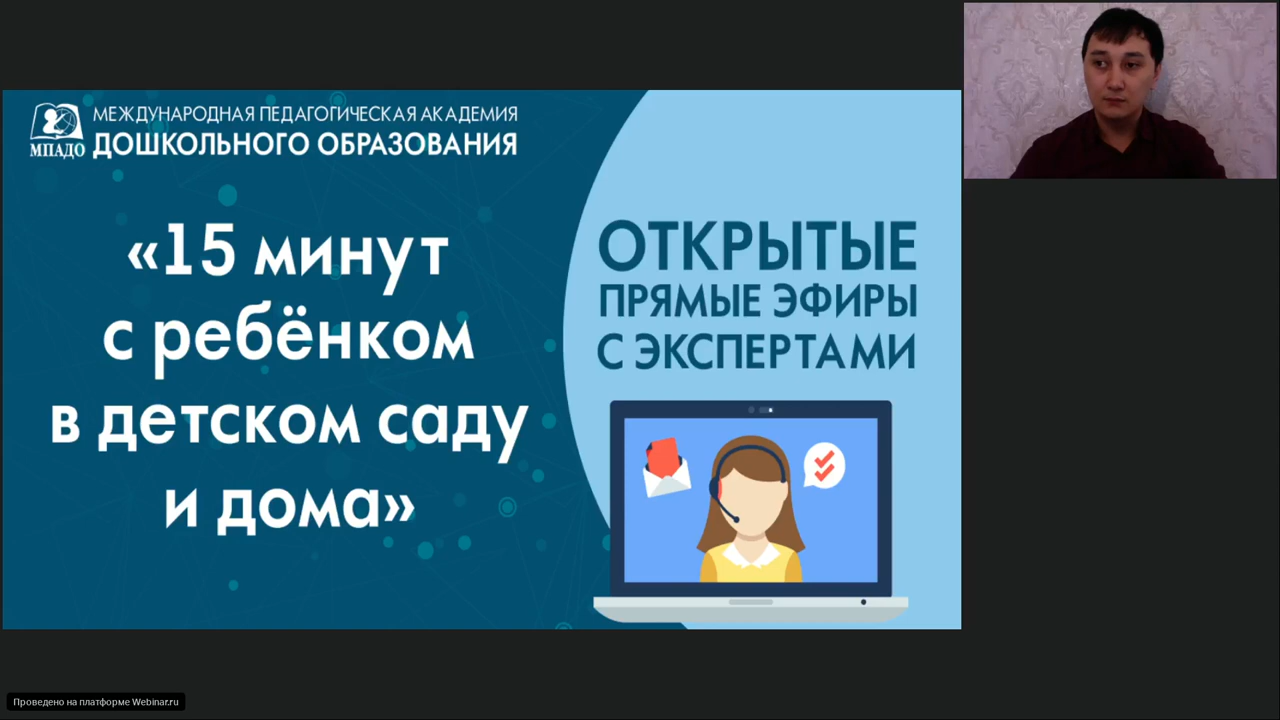 МЕЖДУНАРОДНАЯ ПЕДАГОГИЧЕСКАЯ АКАДЕМИЯ
МПАДО ДОШКОЛЬНОГО ОБРАЗОВАНИЯ
«15 минут
с ребёнком
в детском саду
и дома»
ОТКРЫТЫЕ
ПРЯМЫЕ ЭФИРЫ
С ЭКСПЕРТАМИ
Проведено на платформе Webinar.ru